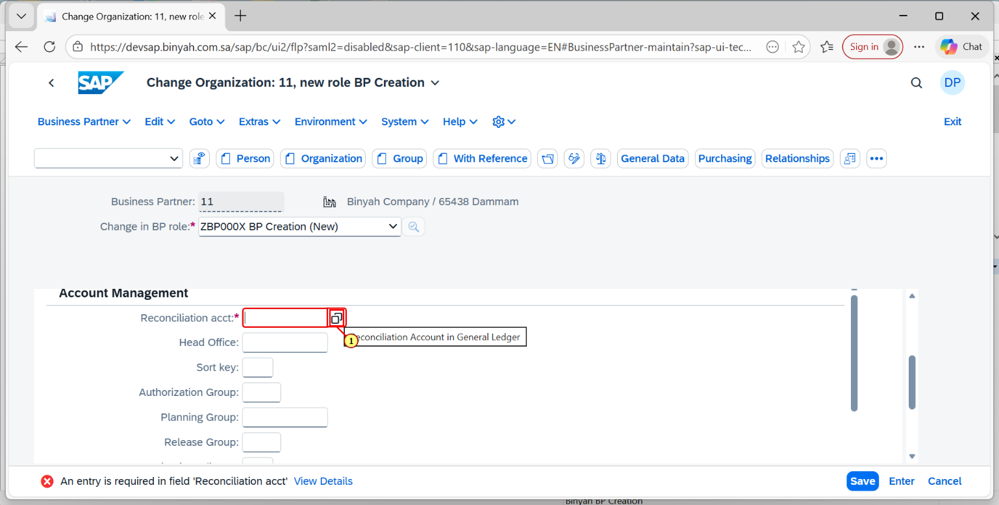 Change Organization: 11, new role
https://devsap.binyah.com.sa/sap/bc/ui2/flp?saml2=disabled&sap-client=110&sap-language=EN#BusinessPartner-maintain?sap-ui-tec...
Sign in
Chat
SAP
Change Organization: 11, new role BP Creation
DP
Business Partner
Edit
Goto
Extras
Environment
System
Help
Exit
Person
Organization
Group
With Reference
General Data
Purchasing
Relationships
Business Partner: 11
Binyah Company / 65438 Dammam
Change in BP role:* ZBP000X BP Creation (New)
Account Management
Reconciliation acct:*
1
econciliation Account in General Ledger
Head Office:
Sort key:
Authorization Group:
Planning Group:
Release Group:
An entry is required in field 'Reconciliation acct' View Details
Save
Enter
Cancel
Binyah BP Creation